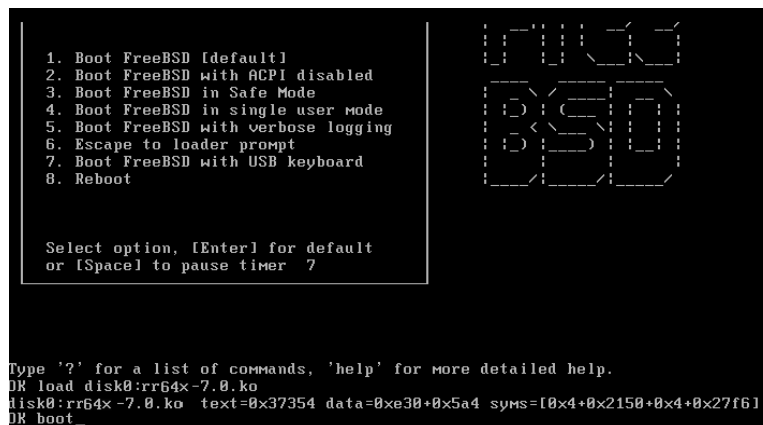 1. Boot FreeBSD [default]
2. Boot FreeBSD with ACPI disabled
3. Boot FreeBSD in Safe Mode
4. Boot FreeBSD in single user mode
5. Boot FreeBSD with verbose logging
6. Escape to loader prompt
7. Boot FreeBSD with USB keyboard
8. Reboot
BSD
Select option, [Enter] for default
or [Space] to pause timer 7
Type '?' for a list of commands, 'help' for more detailed help.
OK load disk0:rr64x-7.0.ko
disk0:rr64x-7.0.ko text=0x37354 data=0xe30+0x5a4 syms=[0x4+0x2150+0x4+0x27f6]
OK boot_